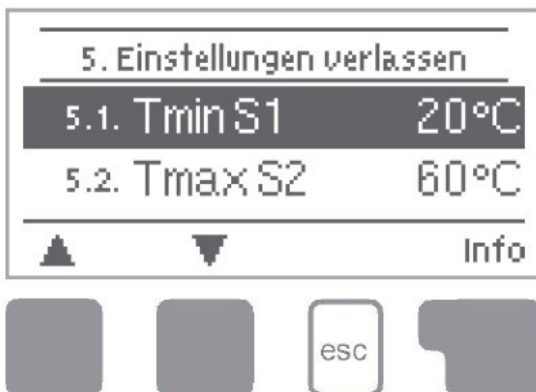 5. Einstellungen verlassen
5.1. Tmin S1 20°C
5.2. Tmax S2 60°C
▲ ▼ Info
esc